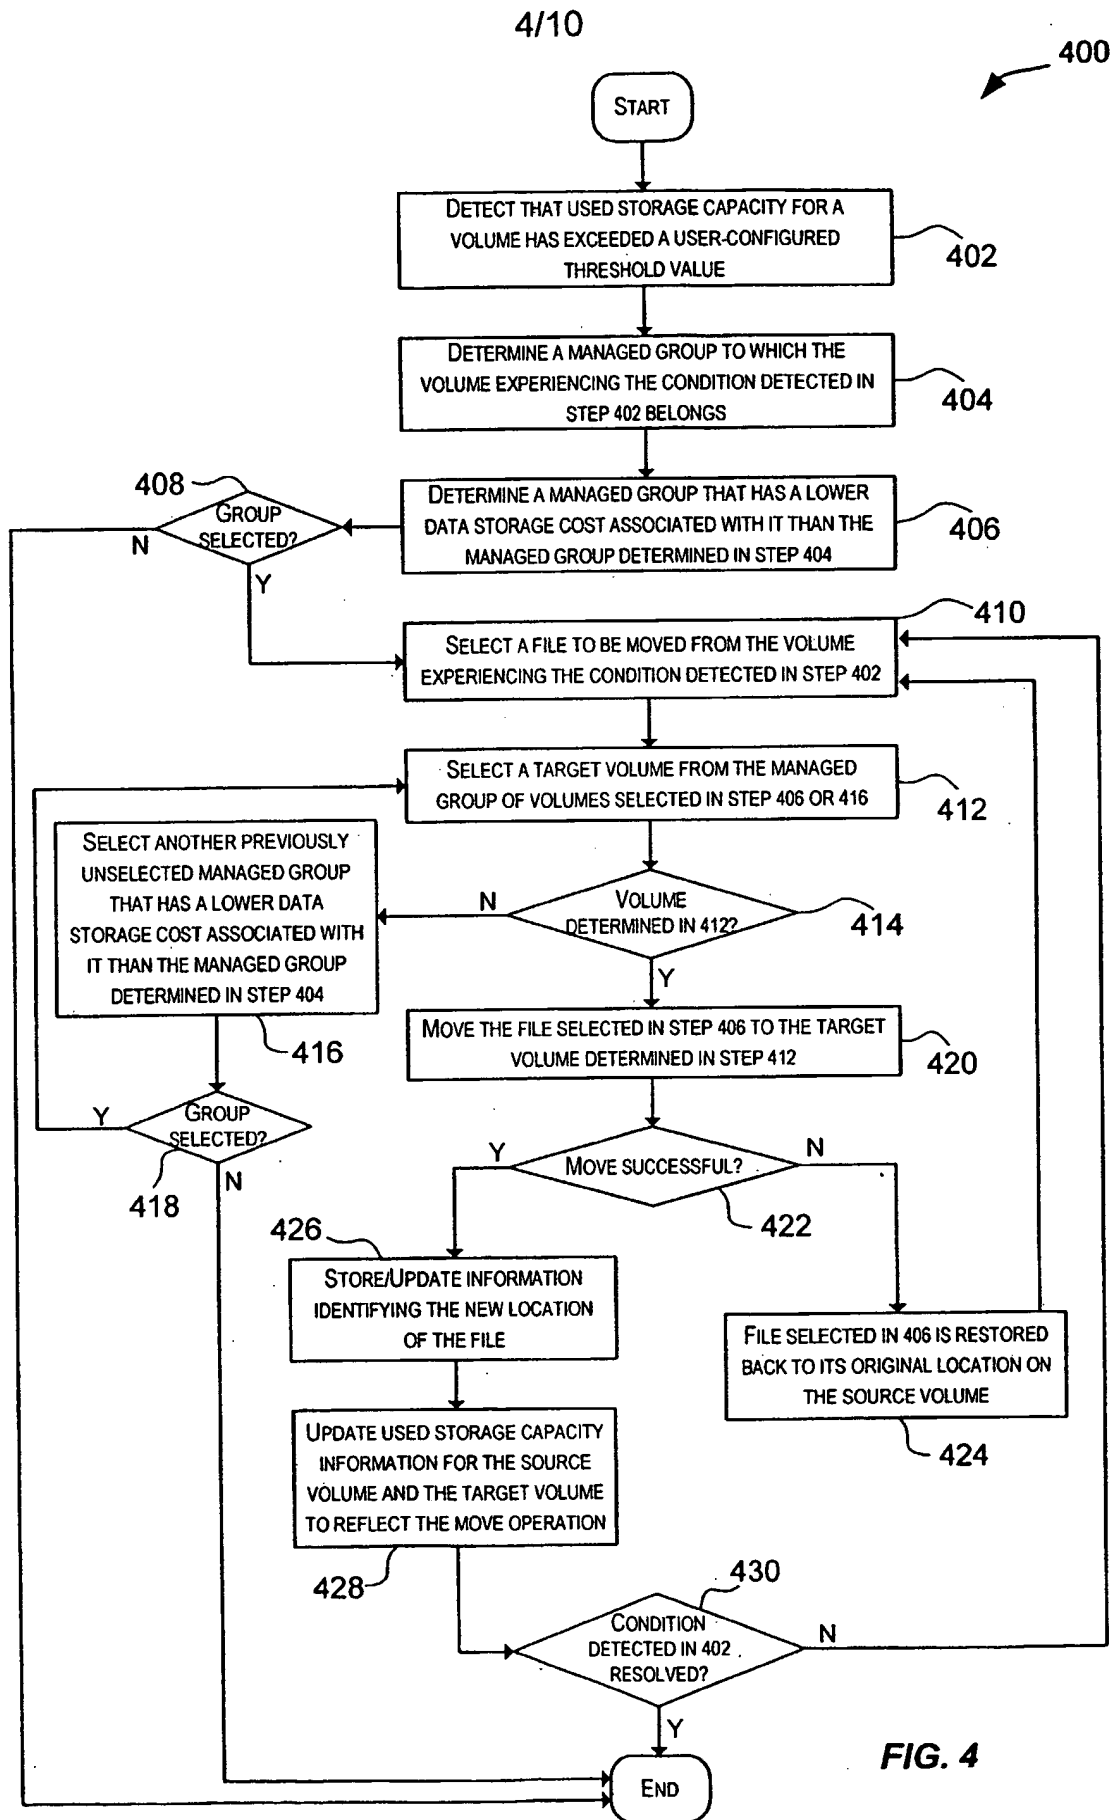 4/10
400
START
DETECT THAT USED STORAGE CAPACITY FOR A
VOLUME HAS EXCEEDED A USER-CONFIGURED
THRESHOLD VALUE
402
DETERMINE A MANAGED GROUP TO WHICH THE
VOLUME EXPERIENCING THE CONDITION DETECTED IN
STEP 402 BELONGS
404
DETERMINE A MANAGED GROUP THAT HAS A LOWER
DATA STORAGE COST ASSOCIATED WITH IT THAN THE
MANAGED GROUP DETERMINED IN STEP 404
406
408
GROUP
SELECTED?
N
Y
410
SELECT A FILE TO BE MOVED FROM THE VOLUME
EXPERIENCING THE CONDITION DETECTED IN STEP 402
SELECT A TARGET VOLUME FROM THE MANAGED
GROUP OF VOLUMES SELECTED IN STEP 406 OR 416
412
VOLUME
DETERMINED IN 412?
414
N
Y
SELECT ANOTHER PREVIOUSLY
UNSELECTED MANAGED GROUP
THAT HAS A LOWER DATA
STORAGE COST ASSOCIATED WITH
IT THAN THE MANAGED GROUP
DETERMINED IN STEP 404
416
GROUP
SELECTED?
Y
N
418
MOVE THE FILE SELECTED IN STEP 406 TO THE TARGET
VOLUME DETERMINED IN STEP 412
420
MOVE SUCCESSFUL?
Y
N
422
426
STORE/UPDATE INFORMATION
IDENTIFYING THE NEW LOCATION
OF THE FILE
FILE SELECTED IN 406 IS RESTORED
BACK TO ITS ORIGINAL LOCATION ON
THE SOURCE VOLUME
424
UPDATE USED STORAGE CAPACITY
INFORMATION FOR THE SOURCE
VOLUME AND THE TARGET VOLUME
TO REFLECT THE MOVE OPERATION
428
430
CONDITION
DETECTED IN 402
RESOLVED?
N
Y
END
FIG. 4